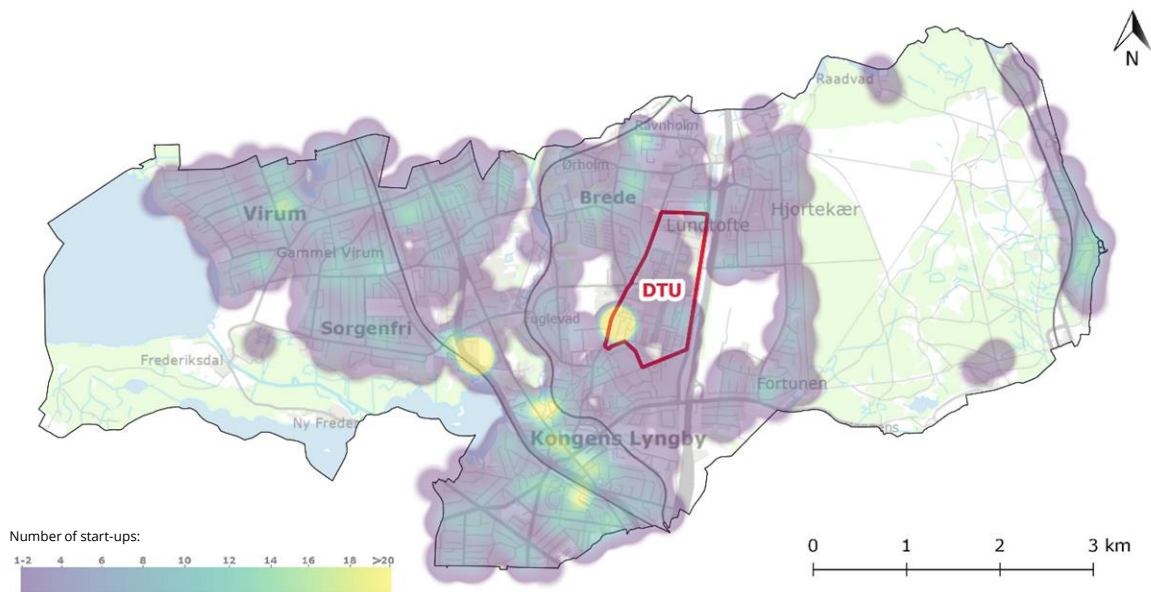 N
Raadvad
Ravnholm
Ørholm
Brede
Virum
Hjortekær
Lundtofte
Gammel Virum
DTU
Fuglevad
Sorgenfri
Frederiksdal
Fortunen
Ny Freder
Kongens Lyngby
Number of start-ups:
1-2 4 6 8 10 12 14 16 18 >20
0 1 2 3 km